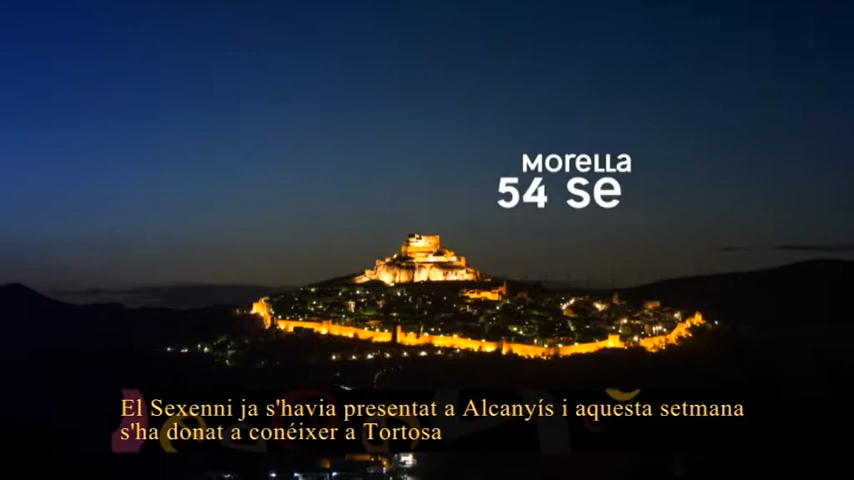 Morella
54 se
El Sexenni ja s'havia presentat a Alcanyís i aquesta setmana
s'ha donat a conéixer a Tortosa